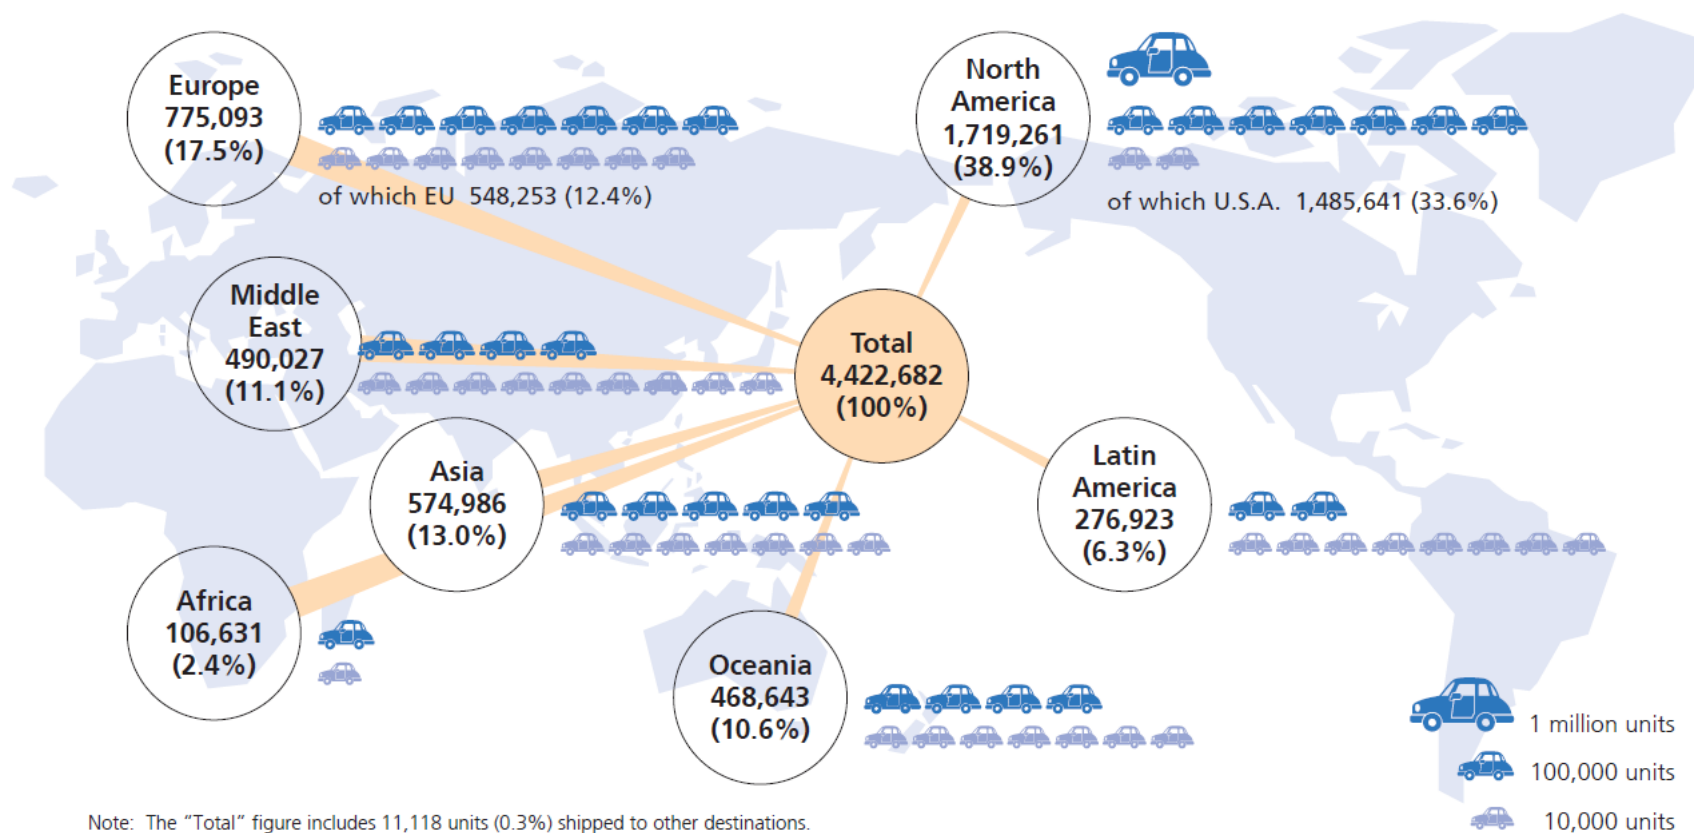 Europe
775,093
(17.5%)
of which EU 548,253 (12.4%)
North
America
1,719,261
(38.9%)
of which U.S.A. 1,485,641 (33.6%)
Middle
East
490,027
(11.1%)
Total
4,422,682
(100%)
Asia
574,986
(13.0%)
Latin
America
276,923
(6.3%)
Africa
106,631
(2.4%)
Oceania
468,643
(10.6%)
1 million units
100,000 units
10,000 units
Note: The “Total” figure includes 11,118 units (0.3%) shipped to other destinations.